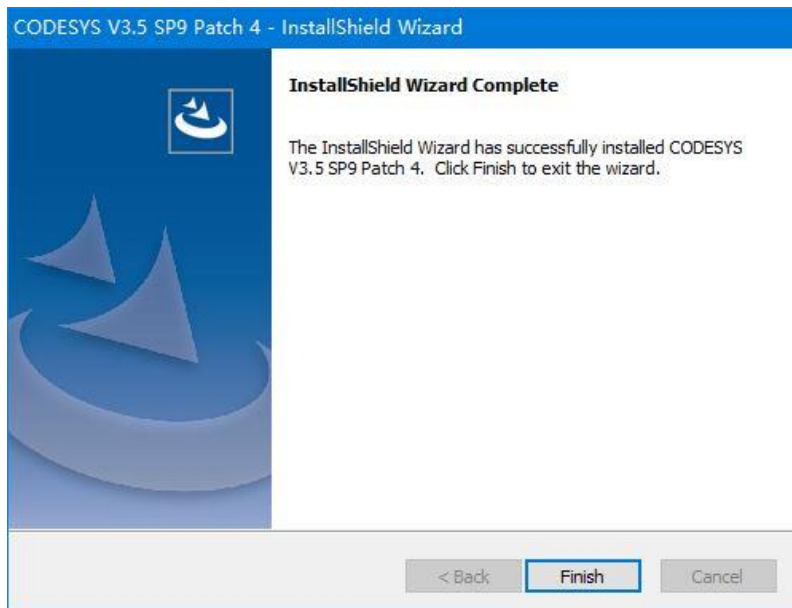 CODESYS V3.5 SP9 Patch 4 - InstallShield Wizard
InstallShield Wizard Complete
The InstallShield Wizard has successfully installed CODESYS
V3.5 SP9 Patch 4. Click Finish to exit the wizard.
< Back
Finish
Cancel